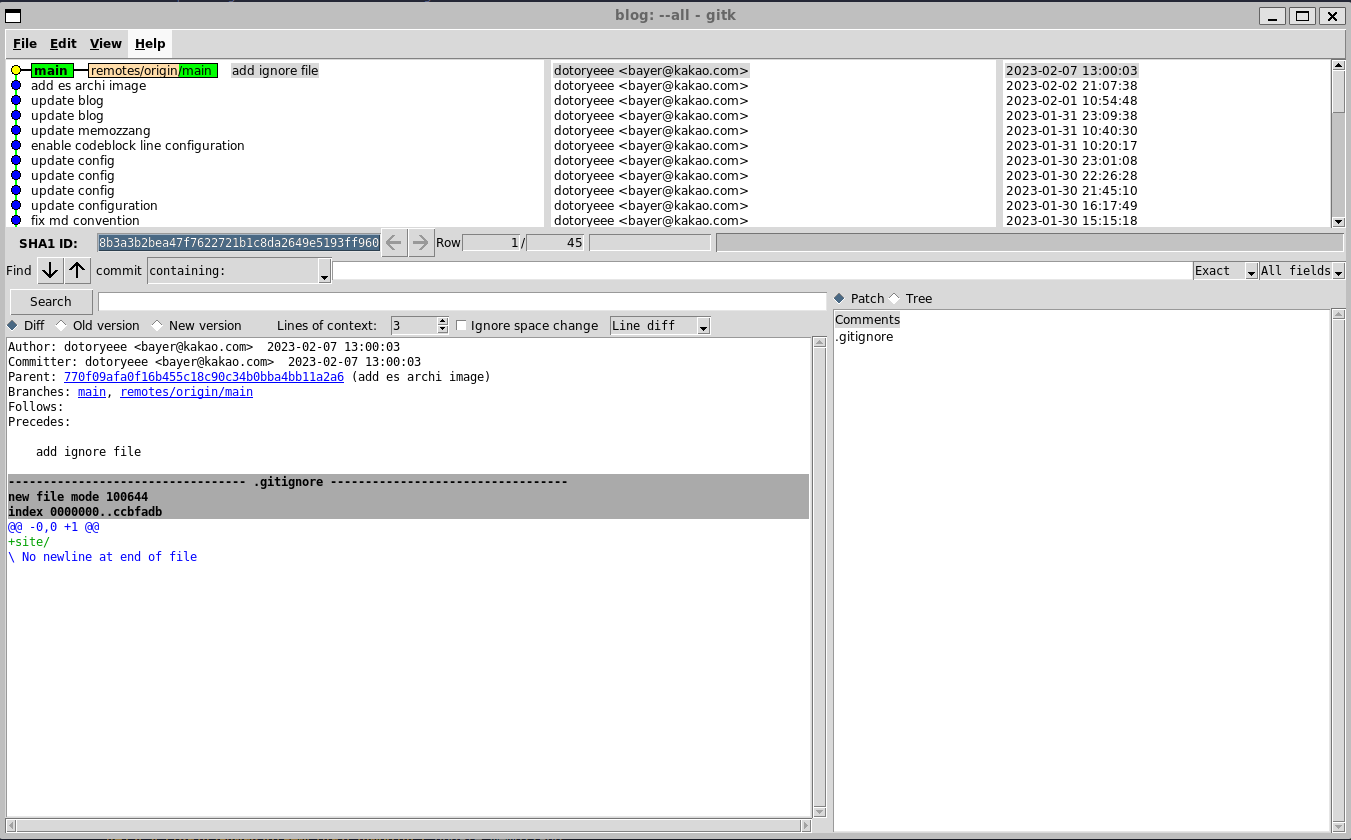 blog: --all - gitk
File Edit View Help
main remotes/origin/main add ignore file dotoryeee <bayer@kakao.com> 2023-02-07 13:00:03
add es archi image dotoryeee <bayer@kakao.com> 2023-02-02 21:07:38
update blog dotoryeee <bayer@kakao.com> 2023-02-01 10:54:48
update blog dotoryeee <bayer@kakao.com> 2023-01-31 23:09:38
update memozzang dotoryeee <bayer@kakao.com> 2023-01-31 10:40:30
enable codeblock line configuration dotoryeee <bayer@kakao.com> 2023-01-31 10:20:17
update config dotoryeee <bayer@kakao.com> 2023-01-30 23:01:08
update config dotoryeee <bayer@kakao.com> 2023-01-30 22:26:28
update config dotoryeee <bayer@kakao.com> 2023-01-30 21:45:10
update configuration dotoryeee <bayer@kakao.com> 2023-01-30 16:17:49
fix md convention dotoryeee <bayer@kakao.com> 2023-01-30 15:15:18
SHA1 ID: 8b3a3b2bea47f7622721b1c8da2649e5193ff960 Row 1 / 45
Find commit containing: Exact All fields
Search
Patch Tree
Diff Old version New version Lines of context: 3 Ignore space change Line diff
Comments
.gitignore
Author: dotoryeee <bayer@kakao.com>  2023-02-07 13:00:03
Committer: dotoryeee <bayer@kakao.com>  2023-02-07 13:00:03
Parent: 770f09afa0f16b455c18c90c34b0bba4bb11a2a6 (add es archi image)
Branches: main, remotes/origin/main
Follows:
Precedes:
add ignore file
---------------------------------- .gitignore ----------------------------------
new file mode 100644
index 0000000..ccbfadb
@@ -0,0 +1 @@
+site/
\ No newline at end of file